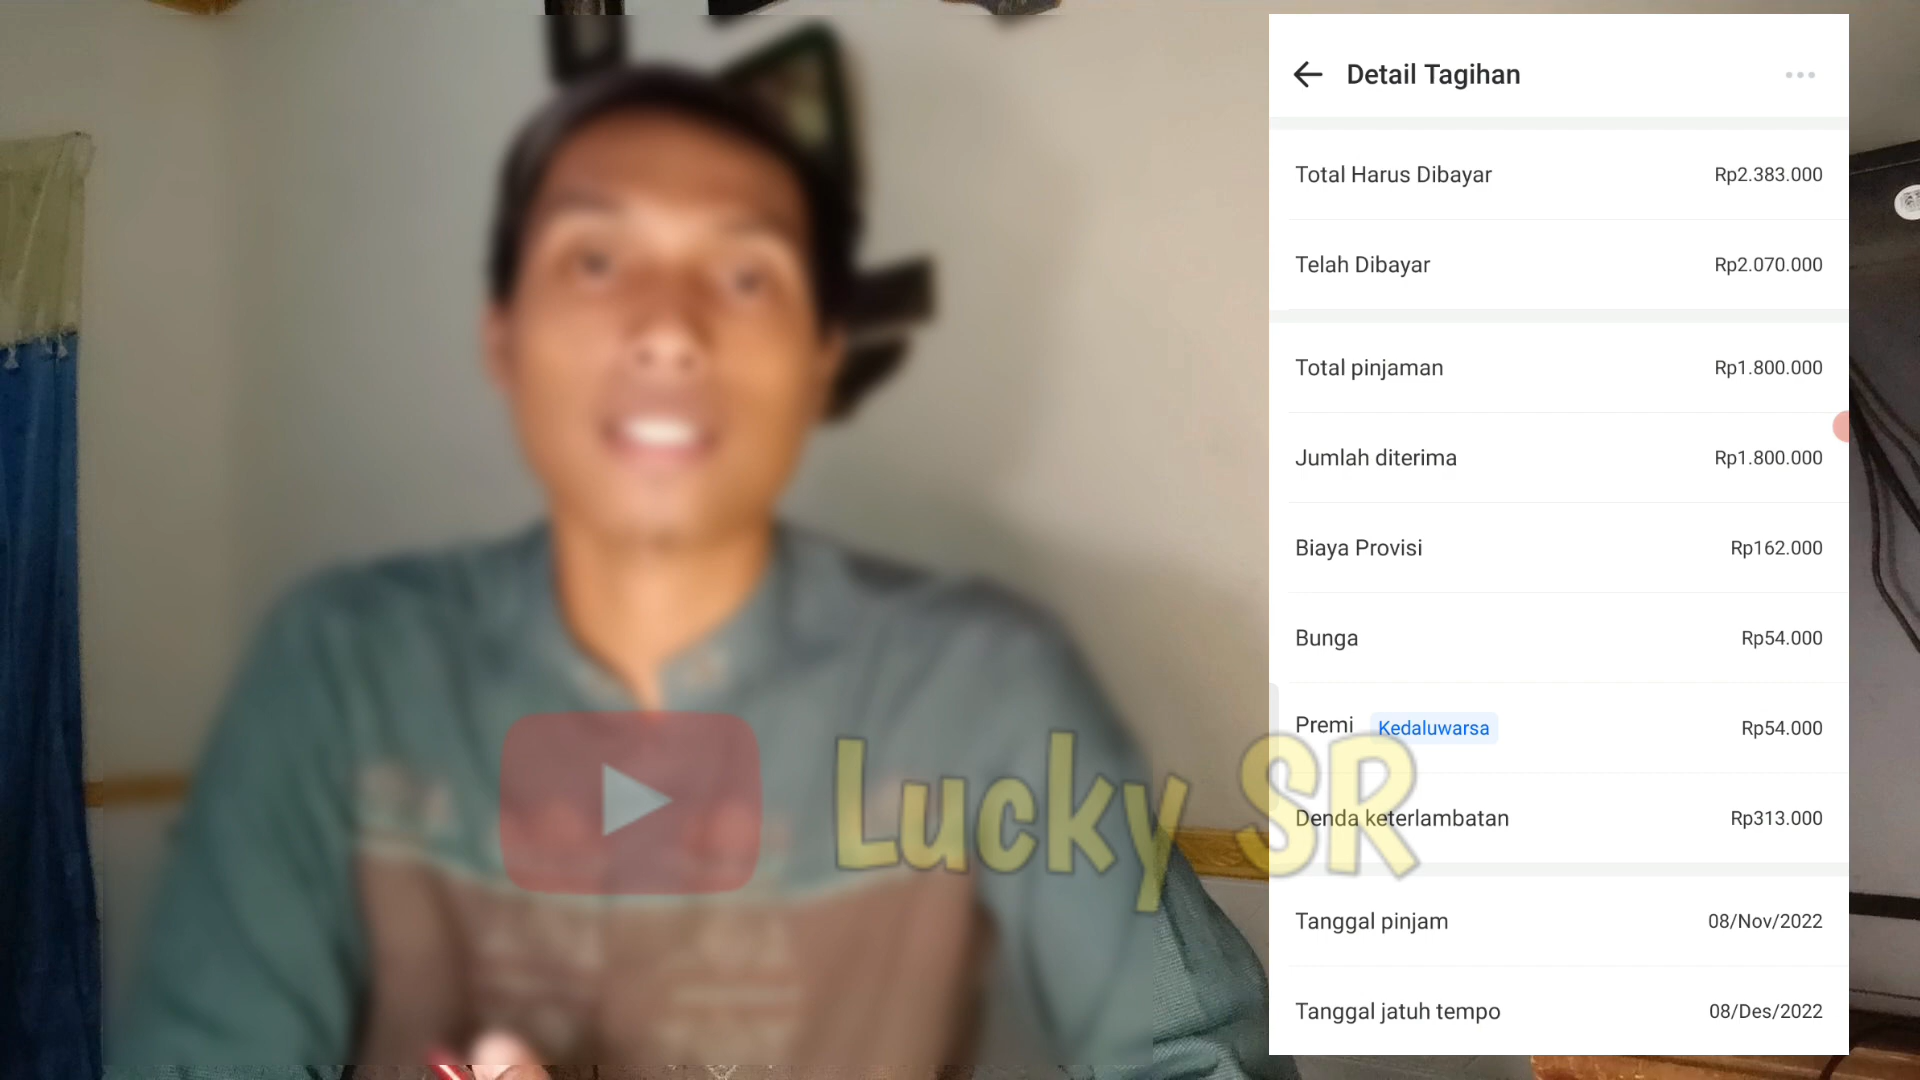 Detail Tagihan
Total Harus Dibayar Rp2.383.000
Telah Dibayar Rp2.070.000
Total pinjaman Rp1.800.000
Jumlah diterima Rp1.800.000
Biaya Provisi Rp162.000
Bunga Rp54.000
Premi Kedaluwarsa Rp54.000
Denda keterlambatan Rp313.000
Lucky SR
Tanggal pinjam 08/Nov/2022
Tanggal jatuh tempo 08/Des/2022